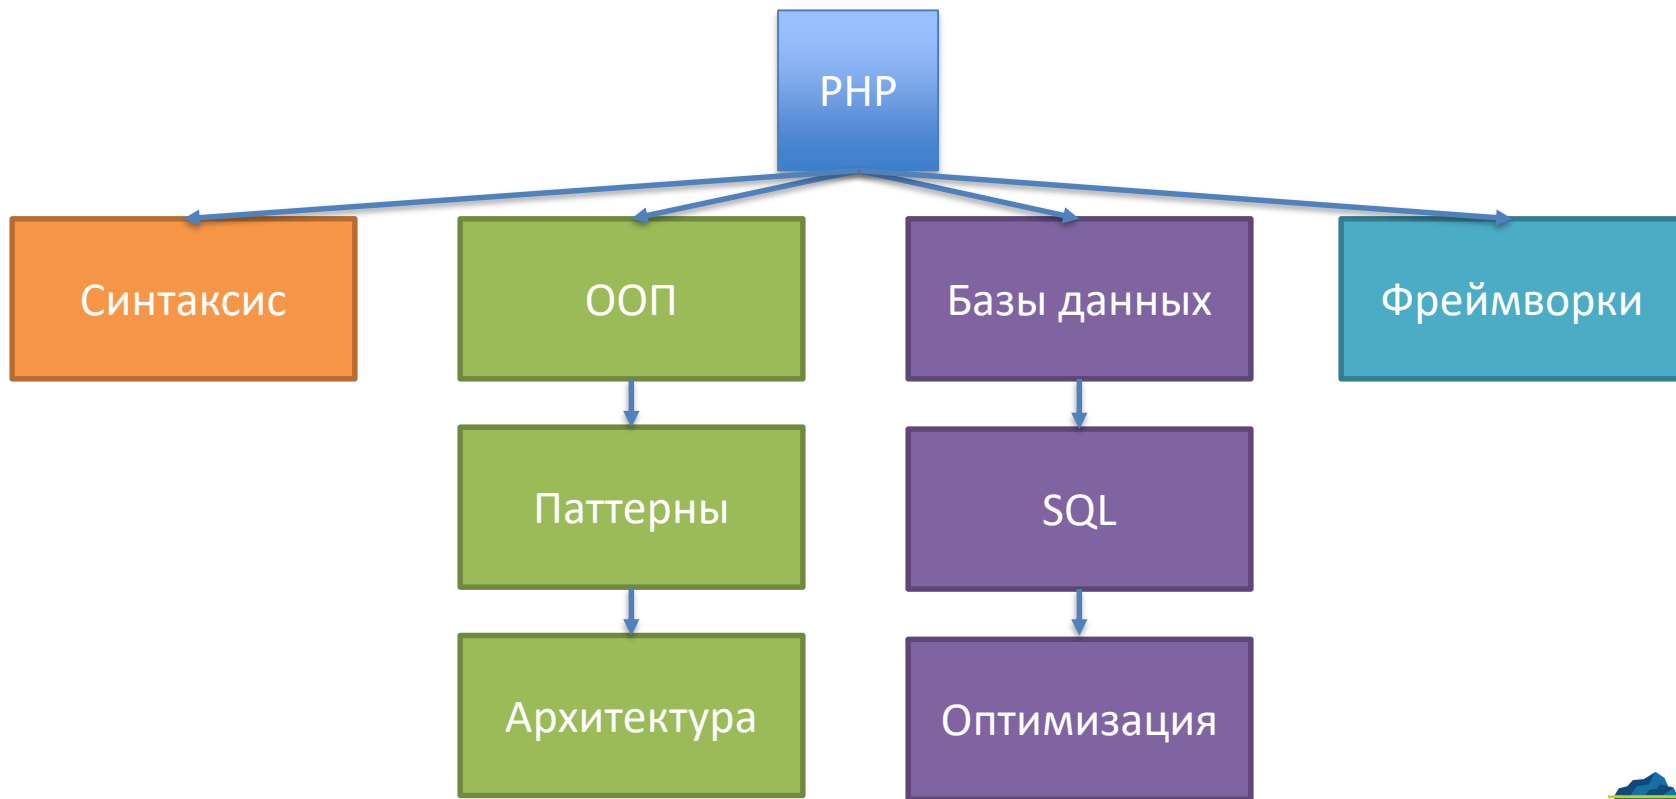 PHP
Синтаксис
ООП
Базы данных
Фреймворки
Паттерны
SQL
Архитектура
Оптимизация